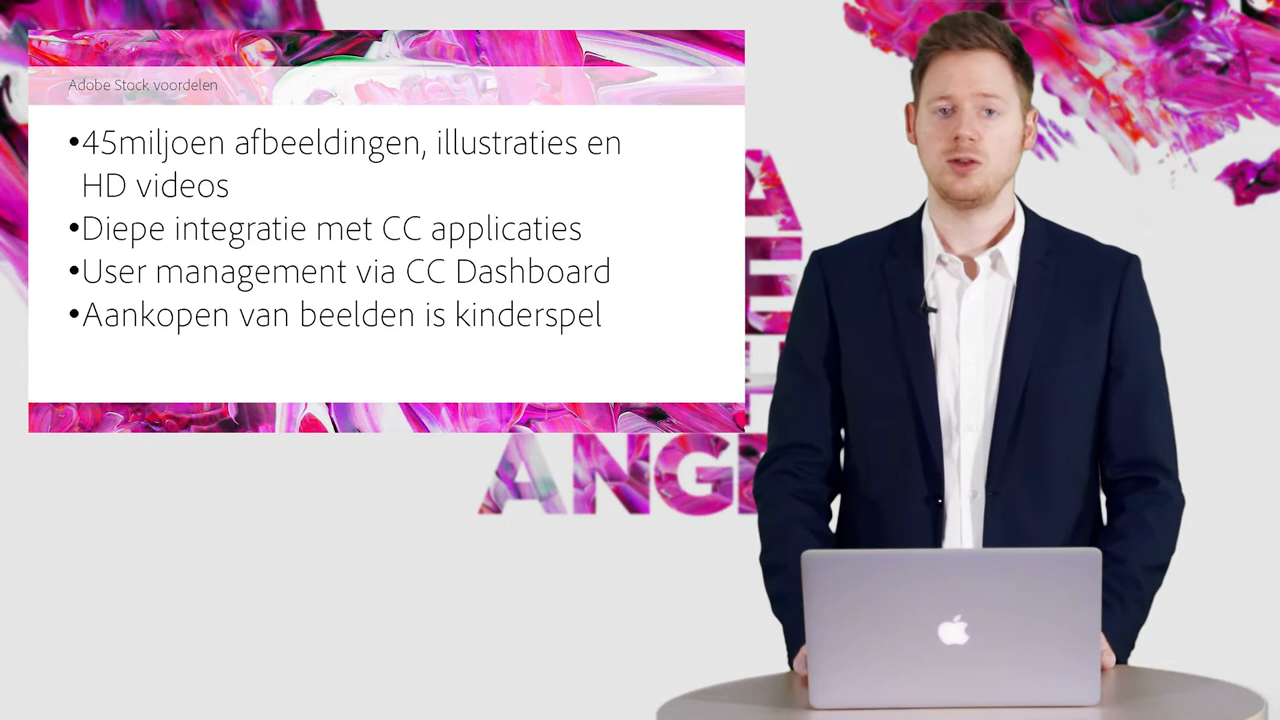 Adobe Stock voordelen
•45miljoen afbeeldingen, illustraties en
HD videos
•Diepe integratie met CC applicaties
•User management via CC Dashboard
•Aankopen van beelden is kinderspel